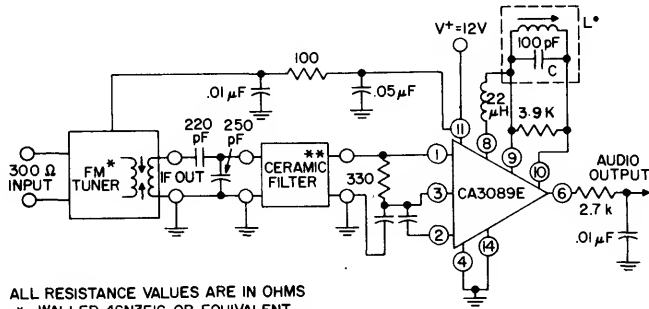 V+=12V
L*
100 pF
C
100
.01 µF
.05 µF
22 µH
3.9 K
220 pF
250 pF
300 Ω INPUT
FM* TUNER
IF OUT
**
CERAMIC FILTER
330
1
3
2
11
8
9
10
6
4
14
CA3089E
AUDIO OUTPUT
2.7 k
.01 µF
ALL RESISTANCE VALUES ARE IN OHMS